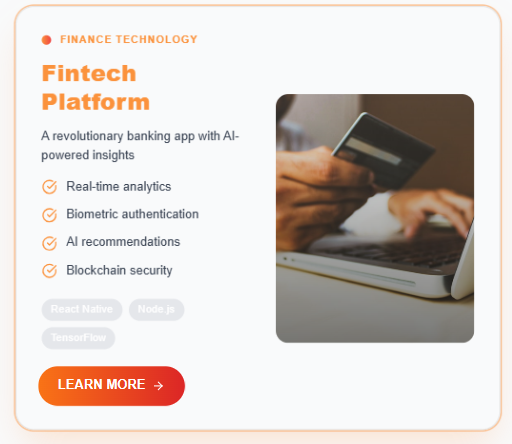 FINANCE TECHNOLOGY
Fintech
Platform
A revolutionary banking app with AI-
powered insights
Real-time analytics
Biometric authentication
AI recommendations
Blockchain security
React Native
Node.js
TensorFlow
LEARN MORE →